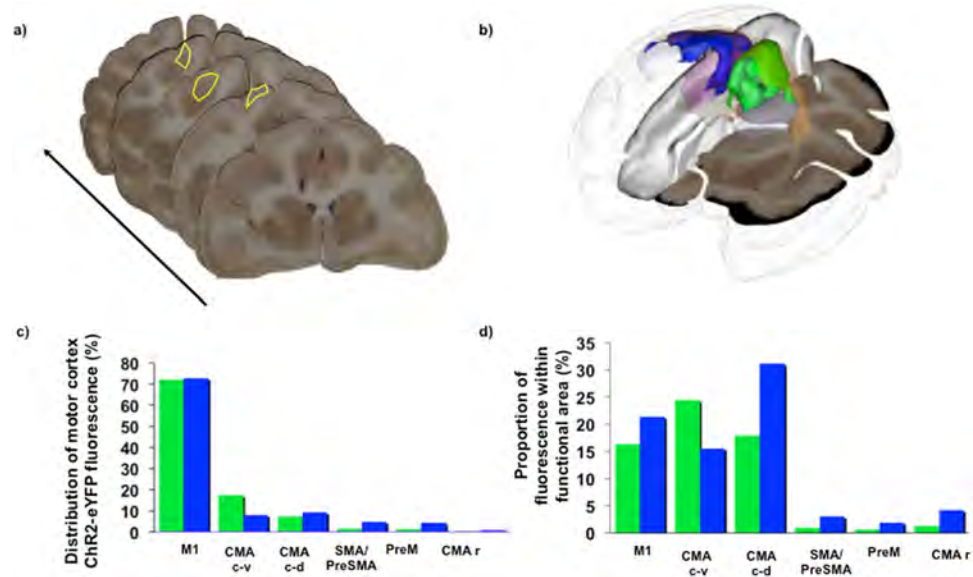 a)
b)
c)
Distribution of motor cortex
ChR2-eYFP fluorescence (%)
80
70
60
50
40
30
20
10
0
M1
CMA
c-v
CMA
c-d
SMA/
PreSMA
PreM
CMA r
d)
Proportion of
fluorescence within
functional area (%)
35
30
25
20
15
10
5
0
M1
CMA
c-v
CMA
c-d
SMA/
PreSMA
PreM
CMA r